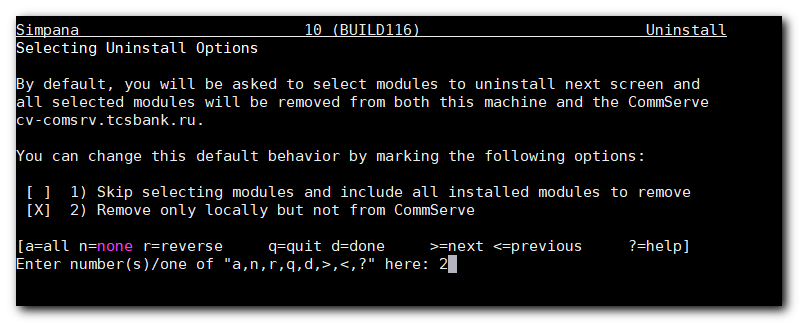 Simpana 10 (BUILD116) Uninstall
Selecting Uninstall Options
By default, you will be asked to select modules to uninstall next screen and
all selected modules will be removed from both this machine and the CommServe
cv-comsrv.tcsbank.ru.
You can change this default behavior by marking the following options:
[ ] 1) Skip selecting modules and include all installed modules to remove
[X] 2) Remove only locally but not from CommServe
[a=all n=none r=reverse q=quit d=done >=next <=previous ?=help]
Enter number(s)/one of "a,n,r,q,d,>,<,?" here: 2